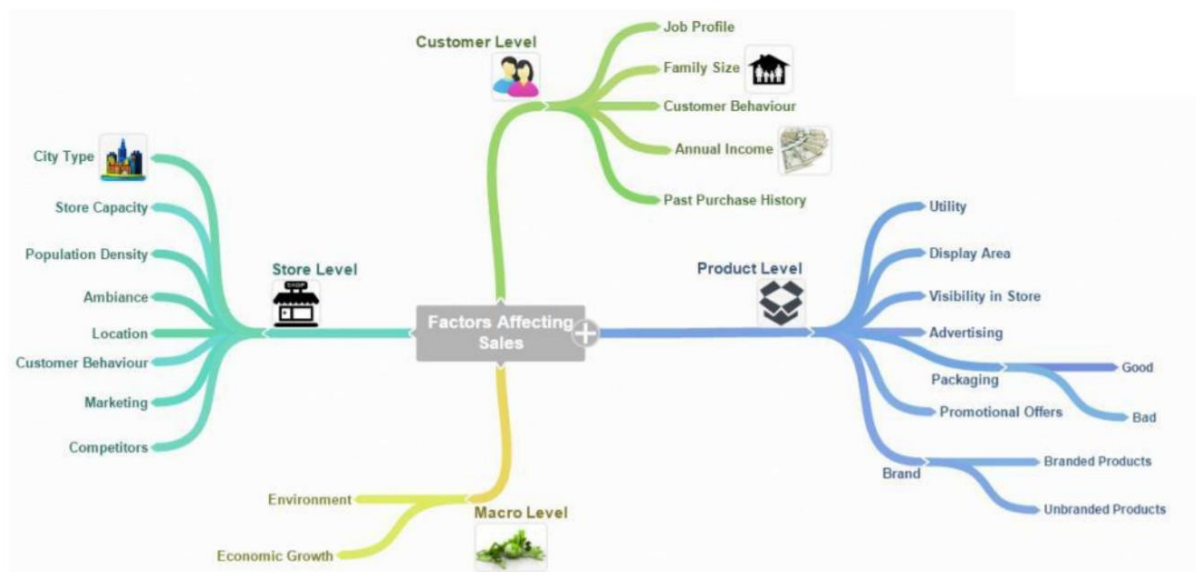 Customer Level
Job Profile
Family Size
Customer Behaviour
Annual Income
Past Purchase History
City Type
Store Capacity
Population Density
Ambiance
Location
Customer Behaviour
Marketing
Competitors
Store Level
SHOP
Factors Affecting
Sales
Product Level
Utility
Display Area
Visibility in Store
Advertising
Packaging
Good
Bad
Promotional Offers
Brand
Branded Products
Unbranded Products
Environment
Economic Growth
Macro Level